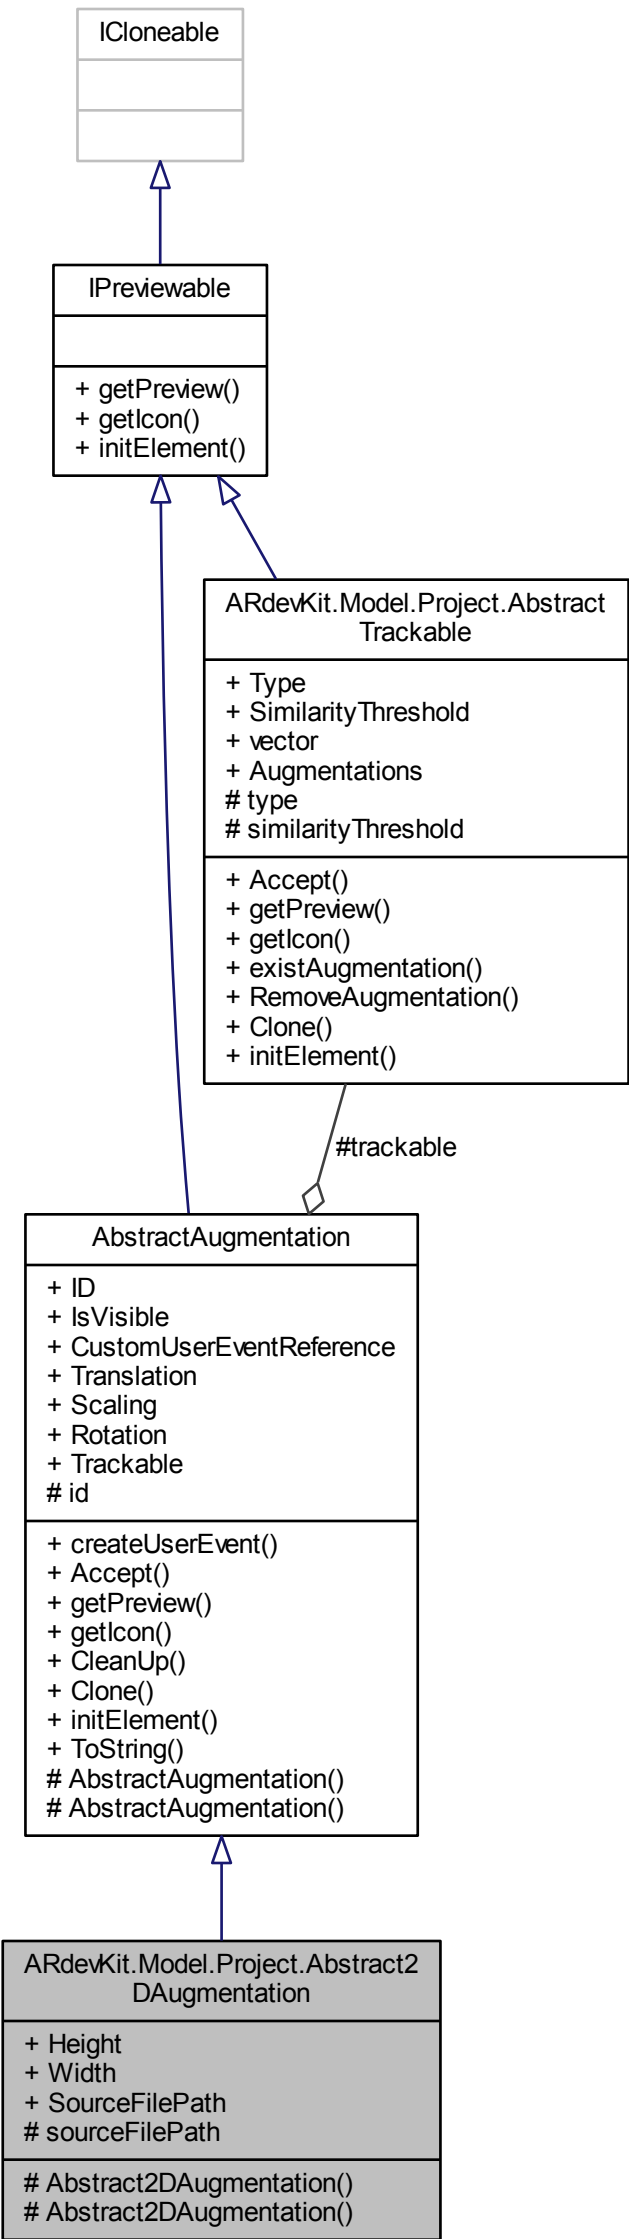 ICloneable
IPreviewable
+ getPreview()
+ getIcon()
+ initElement()
ARdevKit.Model.Project.Abstract
Trackable
+ Type
+ SimilarityThreshold
+ vector
+ Augmentations
# type
# similarityThreshold
+ Accept()
+ getPreview()
+ getIcon()
+ existAugmentation()
+ RemoveAugmentation()
+ Clone()
+ initElement()
#trackable
AbstractAugmentation
+ ID
+ IsVisible
+ CustomUserEventReference
+ Translation
+ Scaling
+ Rotation
+ Trackable
# id
+ createUserEvent()
+ Accept()
+ getPreview()
+ getIcon()
+ CleanUp()
+ Clone()
+ initElement()
+ ToString()
# AbstractAugmentation()
# AbstractAugmentation()
ARdevKit.Model.Project.Abstract2
DAugmentation
+ Height
+ Width
+ SourceFilePath
# sourceFilePath
# Abstract2DAugmentation()
# Abstract2DAugmentation()